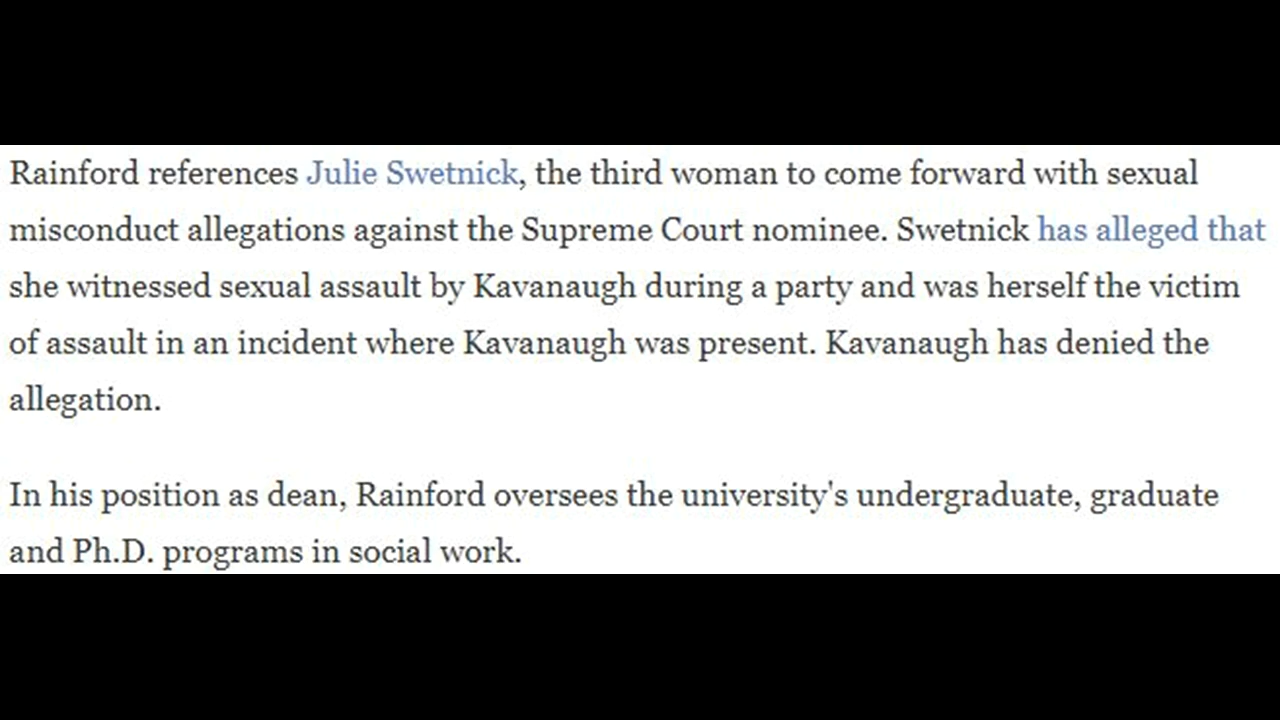 Rainford references Julie Swetnick, the third woman to come forward with sexual
misconduct allegations against the Supreme Court nominee. Swetnick has alleged that
she witnessed sexual assault by Kavanaugh during a party and was herself the victim
of assault in an incident where Kavanaugh was present. Kavanaugh has denied the
allegation.
In his position as dean, Rainford oversees the university's undergraduate, graduate
and Ph.D. programs in social work.